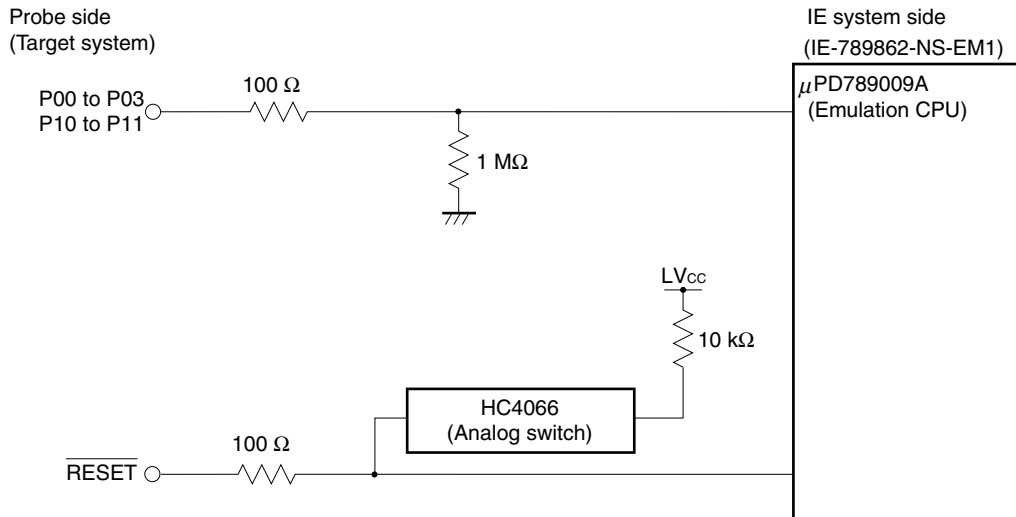 Probe side
(Target system)
IE system side
(IE-789862-NS-EM1)
P00 to P03
P10 to P11
100 Ω
1 MΩ
μPD789009A
(Emulation CPU)
LVCC
10 kΩ
HC4066
(Analog switch)
100 Ω
RESET